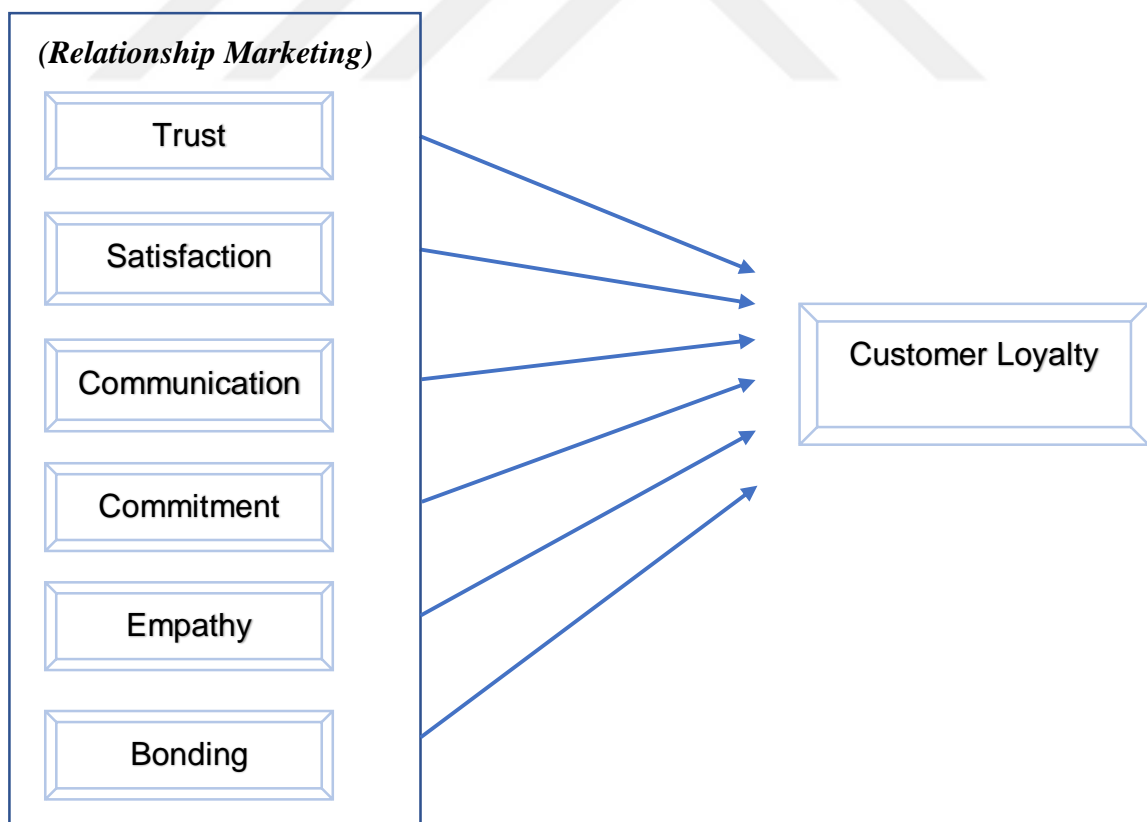 (Relationship Marketing)
Trust
Satisfaction
Communication
Commitment
Empathy
Bonding
Customer Loyalty